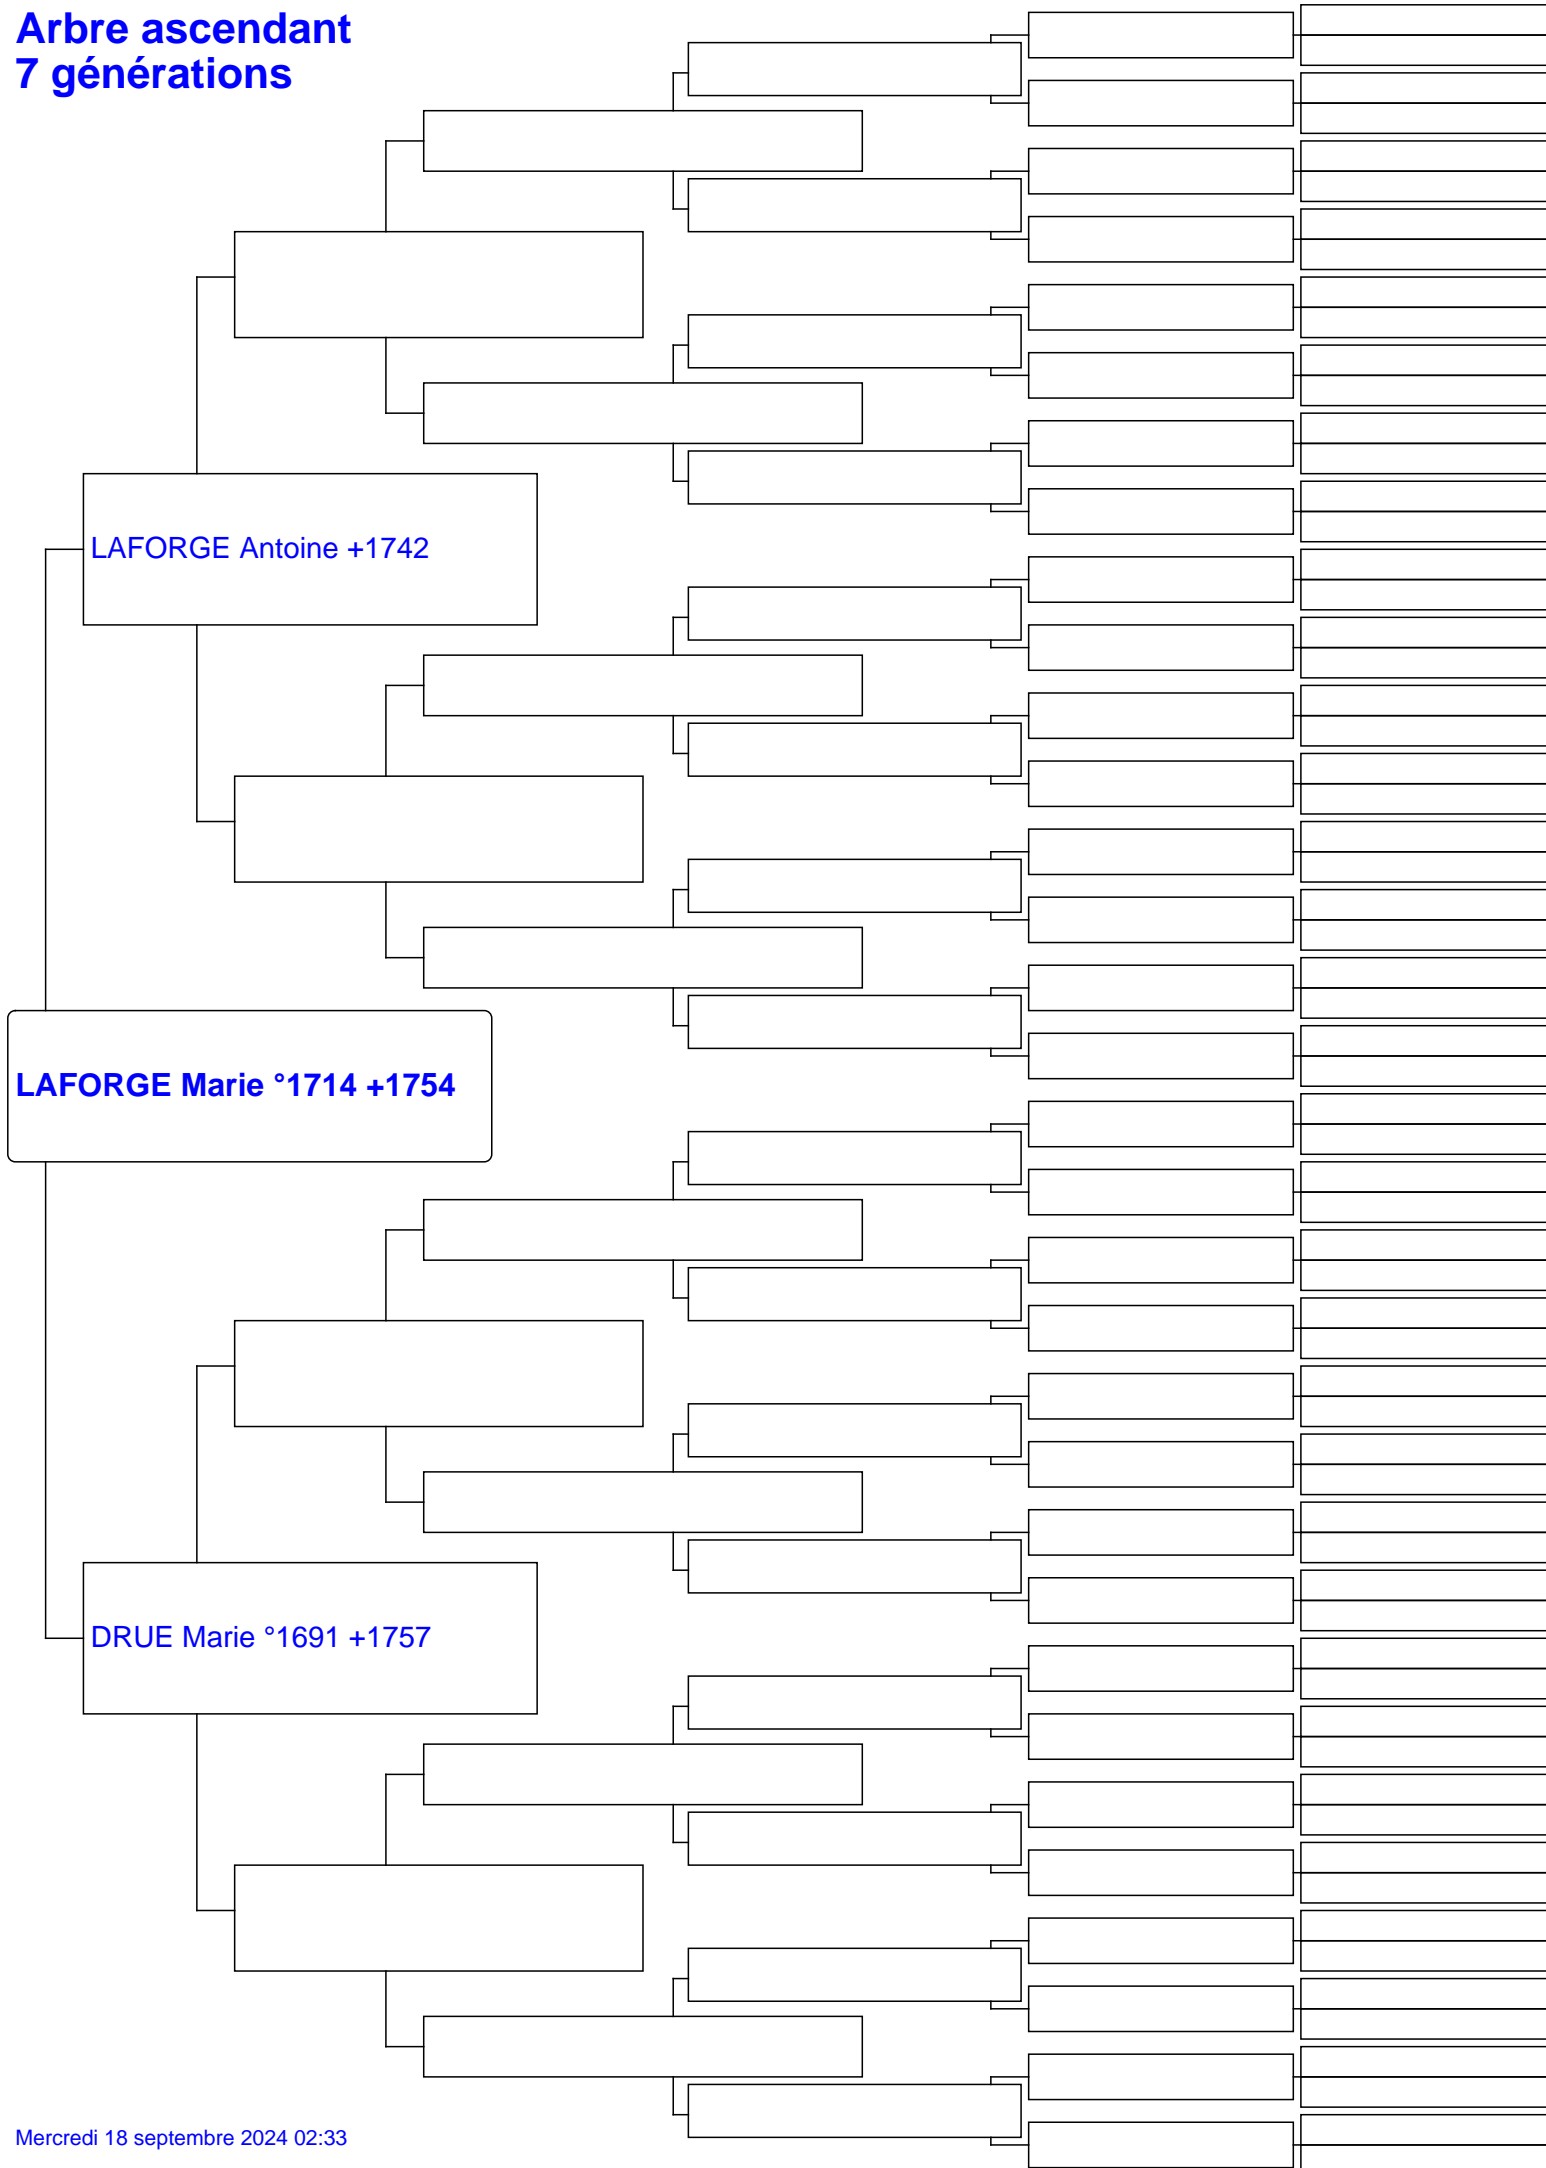 Arbre ascendant
7 générations
LAFORGE Antoine +1742
LAFORGE Marie °1714 +1754
DRUE Marie °1691 +1757
Mercredi 18 septembre 2024 02:33